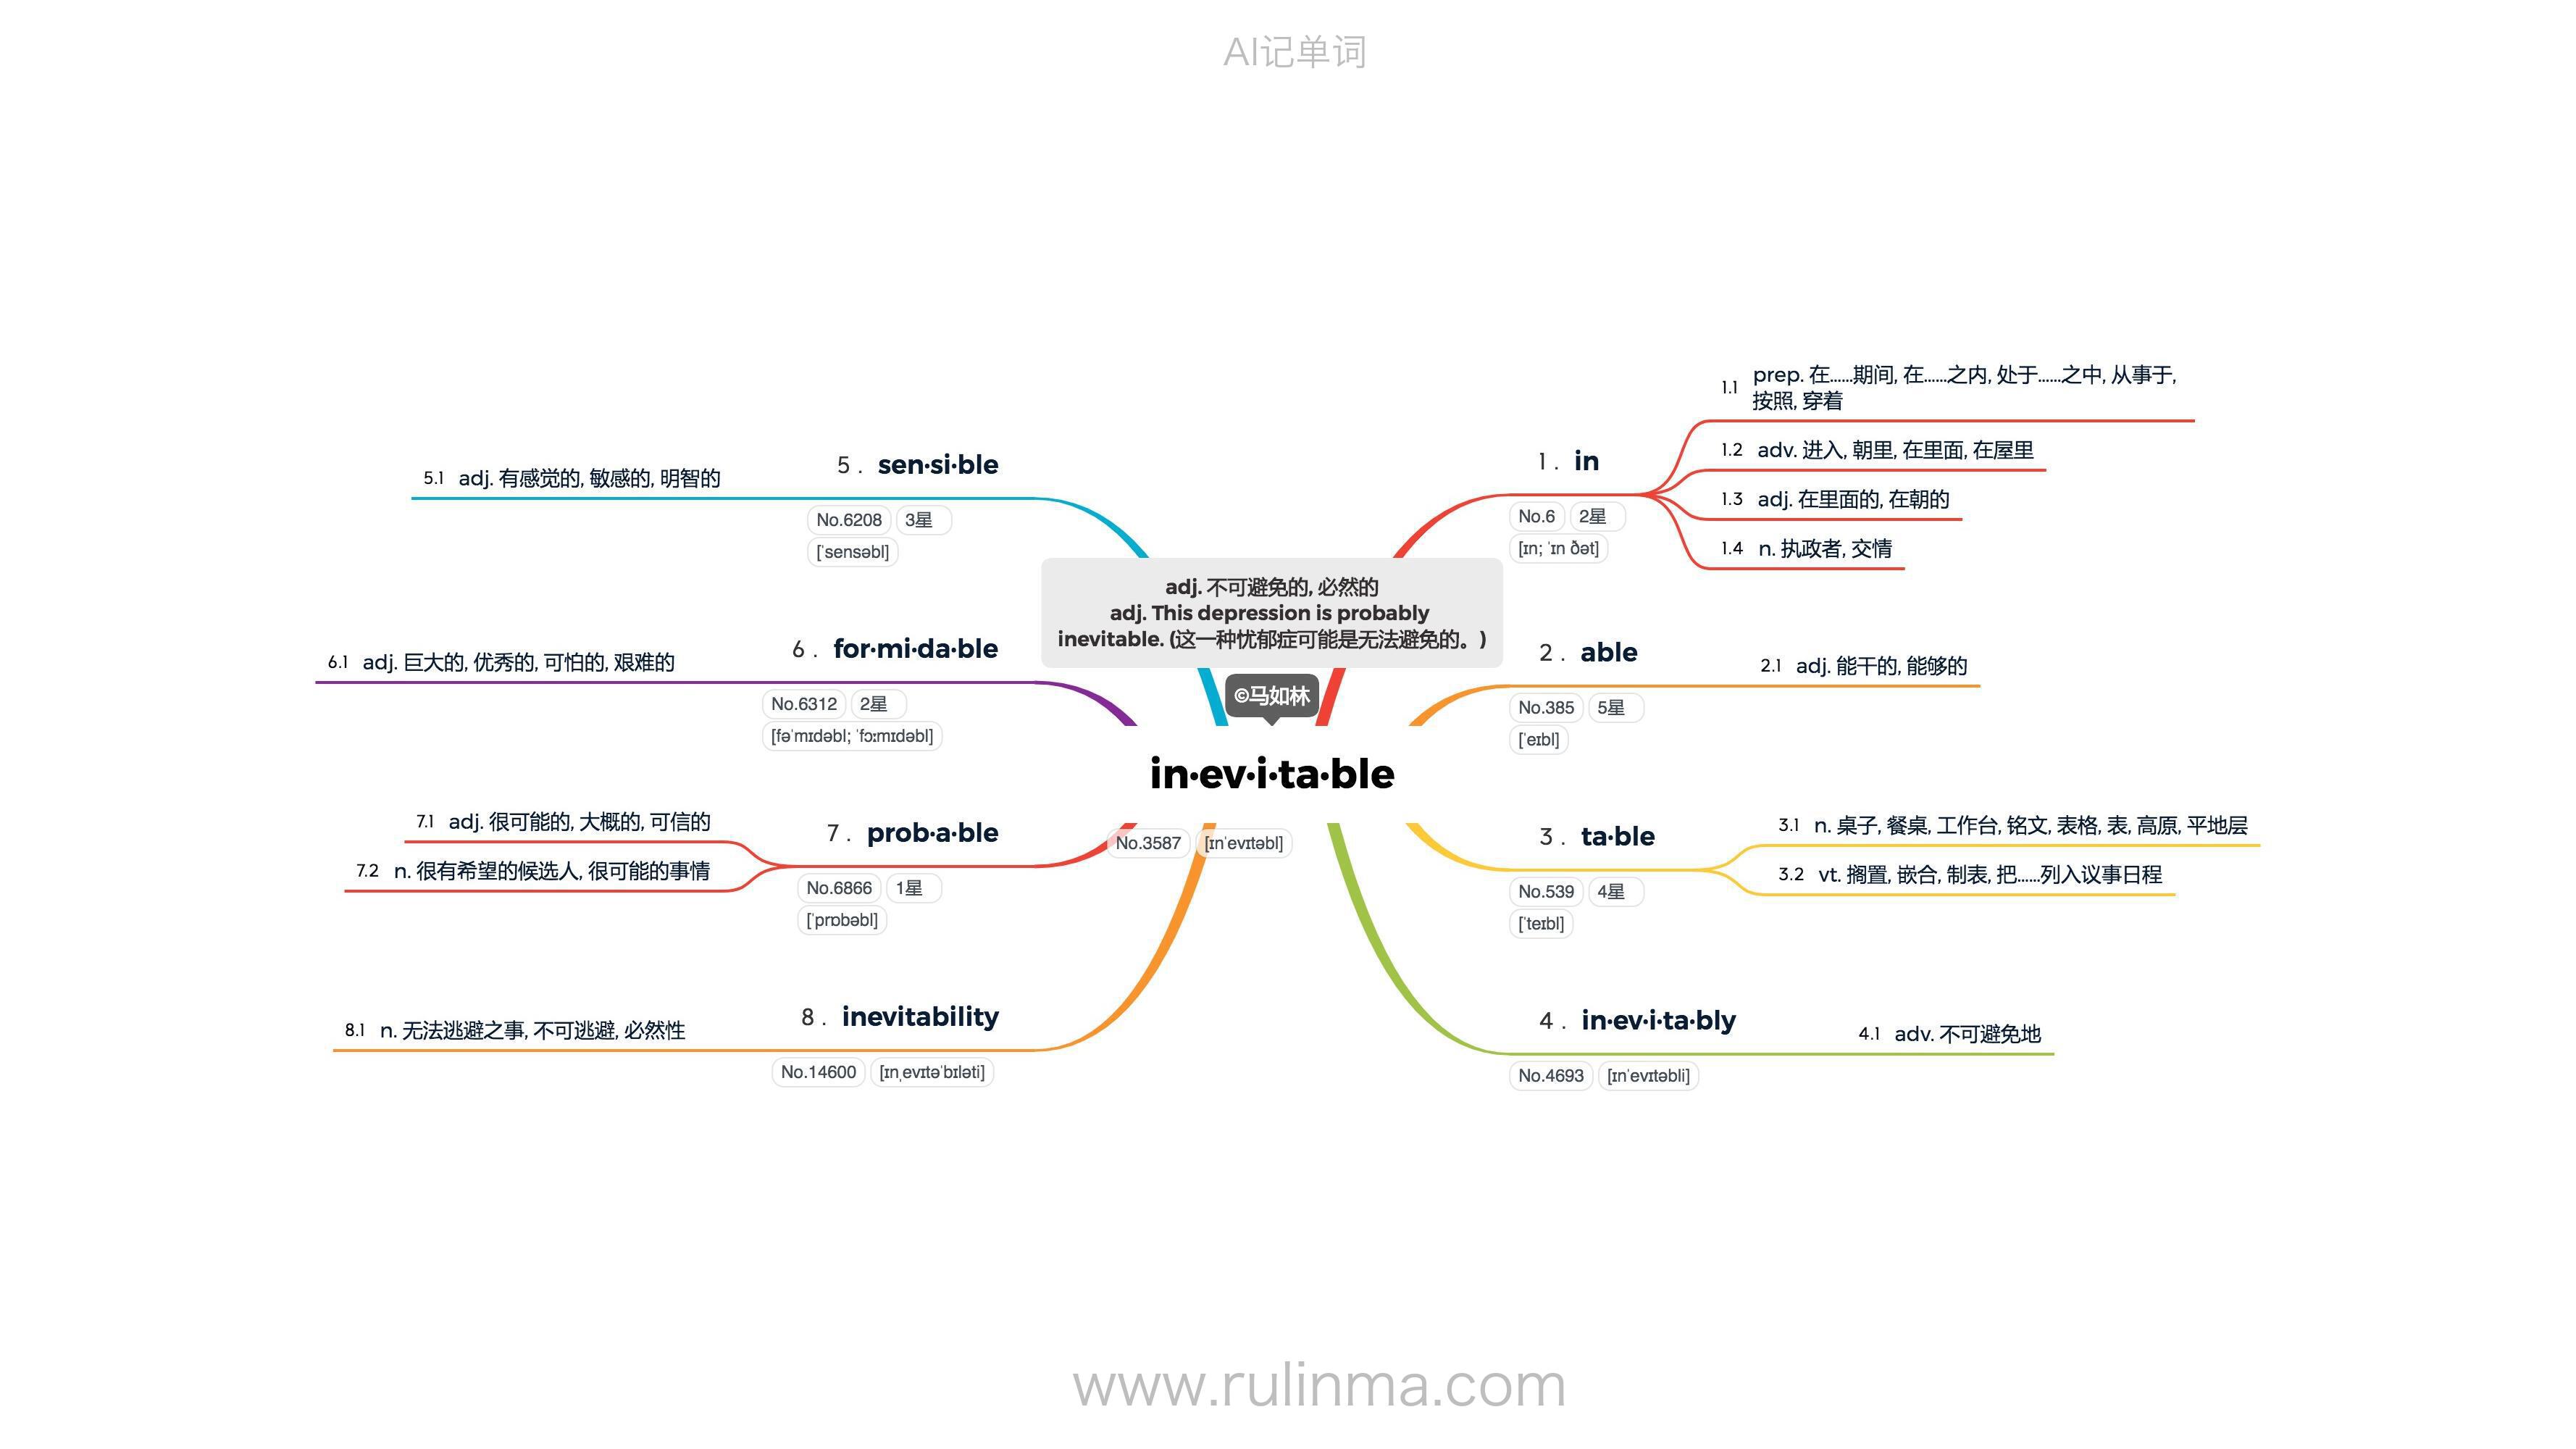 AI记单词
adj. 不可避免的, 必然的
adj. This depression is probably
inevitable. (这一种忧郁症可能是无法避免的。)
©马如林
in·ev·i·ta·ble
No.3587 [ɪnˈevɪtəbl]
1 . in
No.6 2星
[ɪn; ˈɪn ðət]
1.1 prep. 在……期间, 在……之内, 处于……之中, 从事于,
按照, 穿着
1.2 adv. 进入, 朝里, 在里面, 在屋里
1.3 adj. 在里面的, 在朝的
1.4 n. 执政者, 交情
2 . able
No.385 5星
[ˈeɪbl]
2.1 adj. 能干的, 能够的
3 . ta·ble
No.539 4星
[ˈteɪbl]
3.1 n. 桌子, 餐桌, 工作台, 铭文, 表格, 表, 高原, 平地层
3.2 vt. 搁置, 嵌合, 制表, 把……列入议事日程
4 . in·ev·i·ta·bly
No.4693 [ɪnˈevɪtəbli]
4.1 adv. 不可避免地
5 . sen·si·ble
No.6208 3星
[ˈsensəbl]
5.1 adj. 有感觉的, 敏感的, 明智的
6 . for·mi·da·ble
No.6312 2星
[fəˈmɪdəbl; ˈfɔːmɪdəbl]
6.1 adj. 巨大的, 优秀的, 可怕的, 艰难的
7 . prob·a·ble
No.6866 1星
[ˈprɒbəbl]
7.1 adj. 很可能的, 大概的, 可信的
7.2 n. 很有希望的候选人, 很可能的事情
8 . inevitability
No.14600 [ɪnˌevɪtəˈbɪləti]
8.1 n. 无法逃避之事, 不可逃避, 必然性
www.rulinma.com